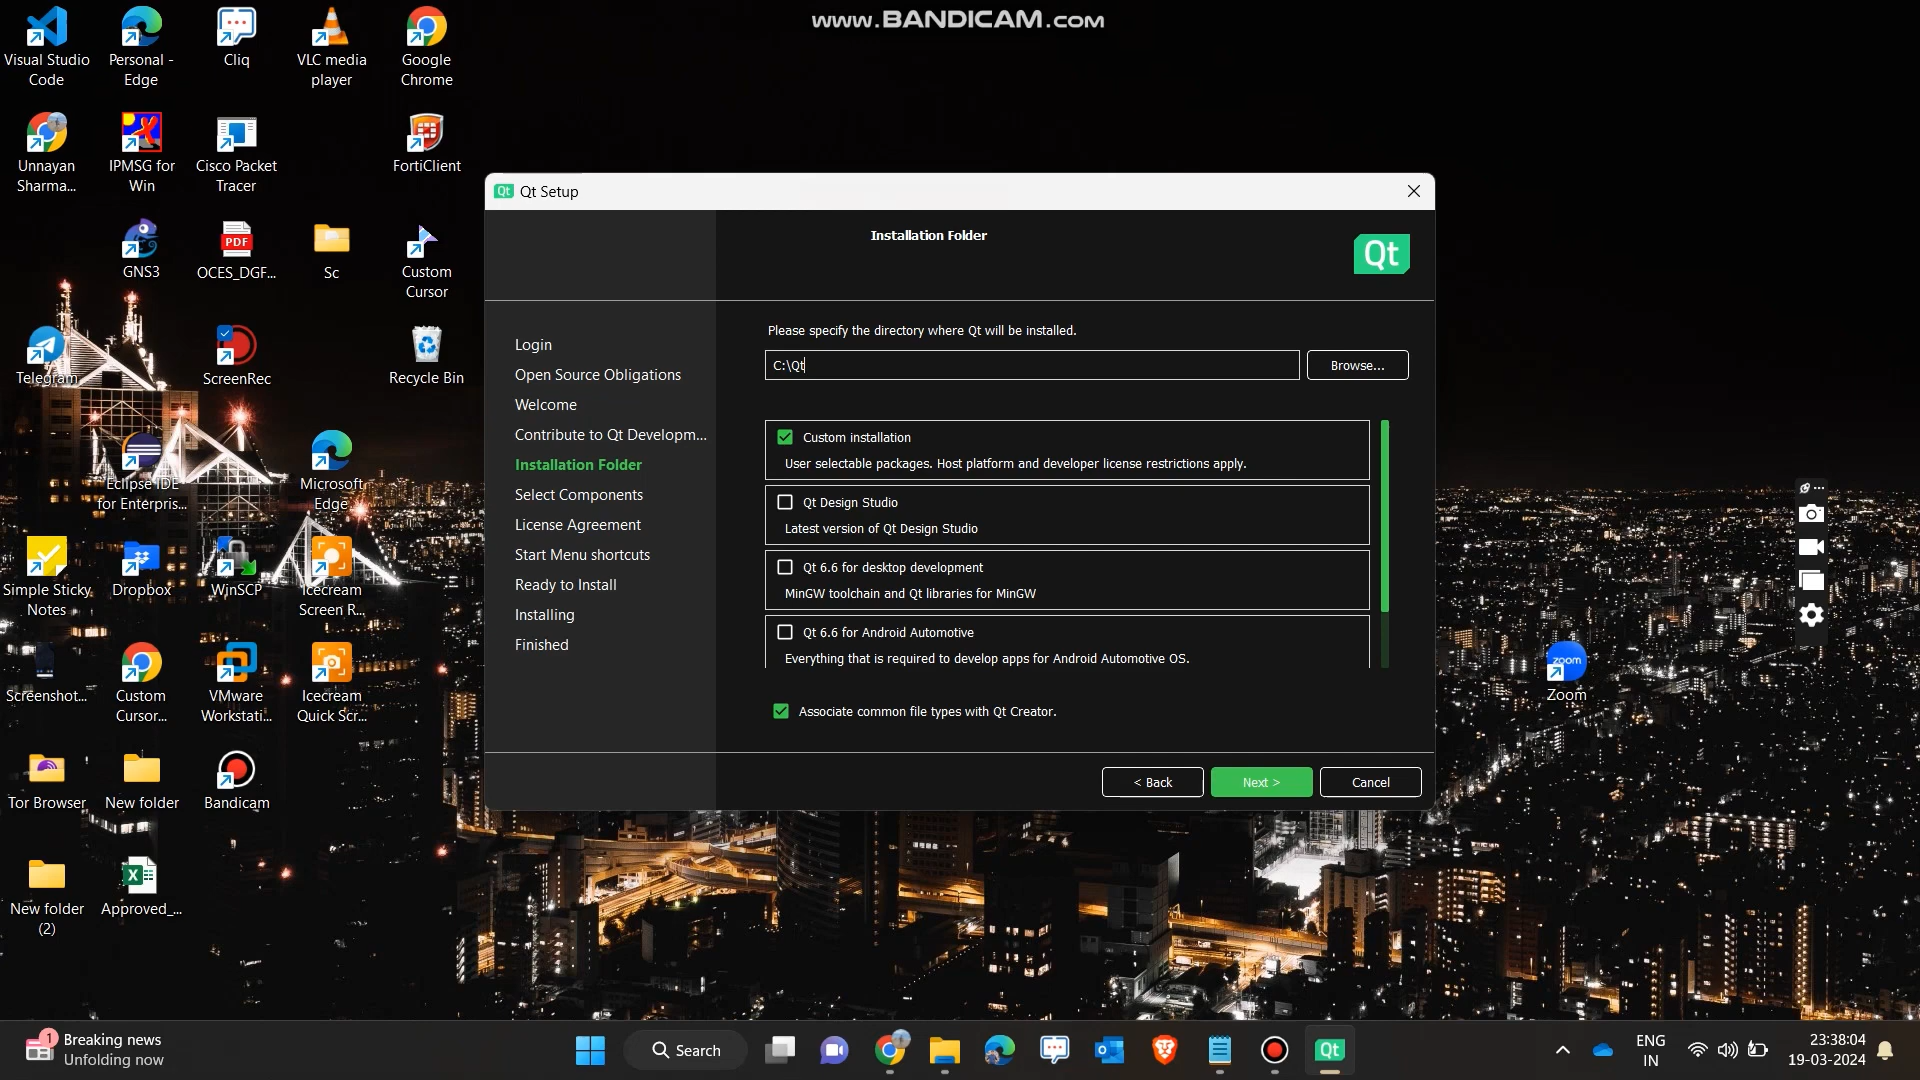 www.BANDICAM.com
Visual Studio
Code
Personal -
Edge
Cliq
VLC media
player
Google
Chrome
Unnayan
Sharma...
IPMSG for
Win
Cisco Packet
Tracer
FortiClient
GNS3
PDF
OCES_DGF...
Sc
Custom
Cursor
Telegram
ScreenRec
Recycle Bin
Eclipse IDE
for Enterpris...
Microsoft
Edge
Simple Sticky
Notes
Dropbox
WinSCP
Icecream
Screen R...
Screenshot...
Custom
Cursor...
VMware
Workstati...
Icecream
Quick Scr...
Tor Browser
New folder
Bandicam
New folder
(2)
Approved_...
zoom
Zoom
Qt Qt Setup
Installation Folder
Qt
Login
Open Source Obligations
Welcome
Contribute to Qt Developm...
Installation Folder
Select Components
License Agreement
Start Menu shortcuts
Ready to Install
Installing
Finished
Please specify the directory where Qt will be installed.
C:\Qt
Browse...
Custom installation
User selectable packages. Host platform and developer license restrictions apply.
Qt Design Studio
Latest version of Qt Design Studio
Qt 6.6 for desktop development
MinGW toolchain and Qt libraries for MinGW
Qt 6.6 for Android Automotive
Everything that is required to develop apps for Android Automotive OS.
Associate common file types with Qt Creator.
< Back
Next >
Cancel
1
Breaking news
Unfolding now
Search
Qt
ENG
IN
23:38:04
19-03-2024